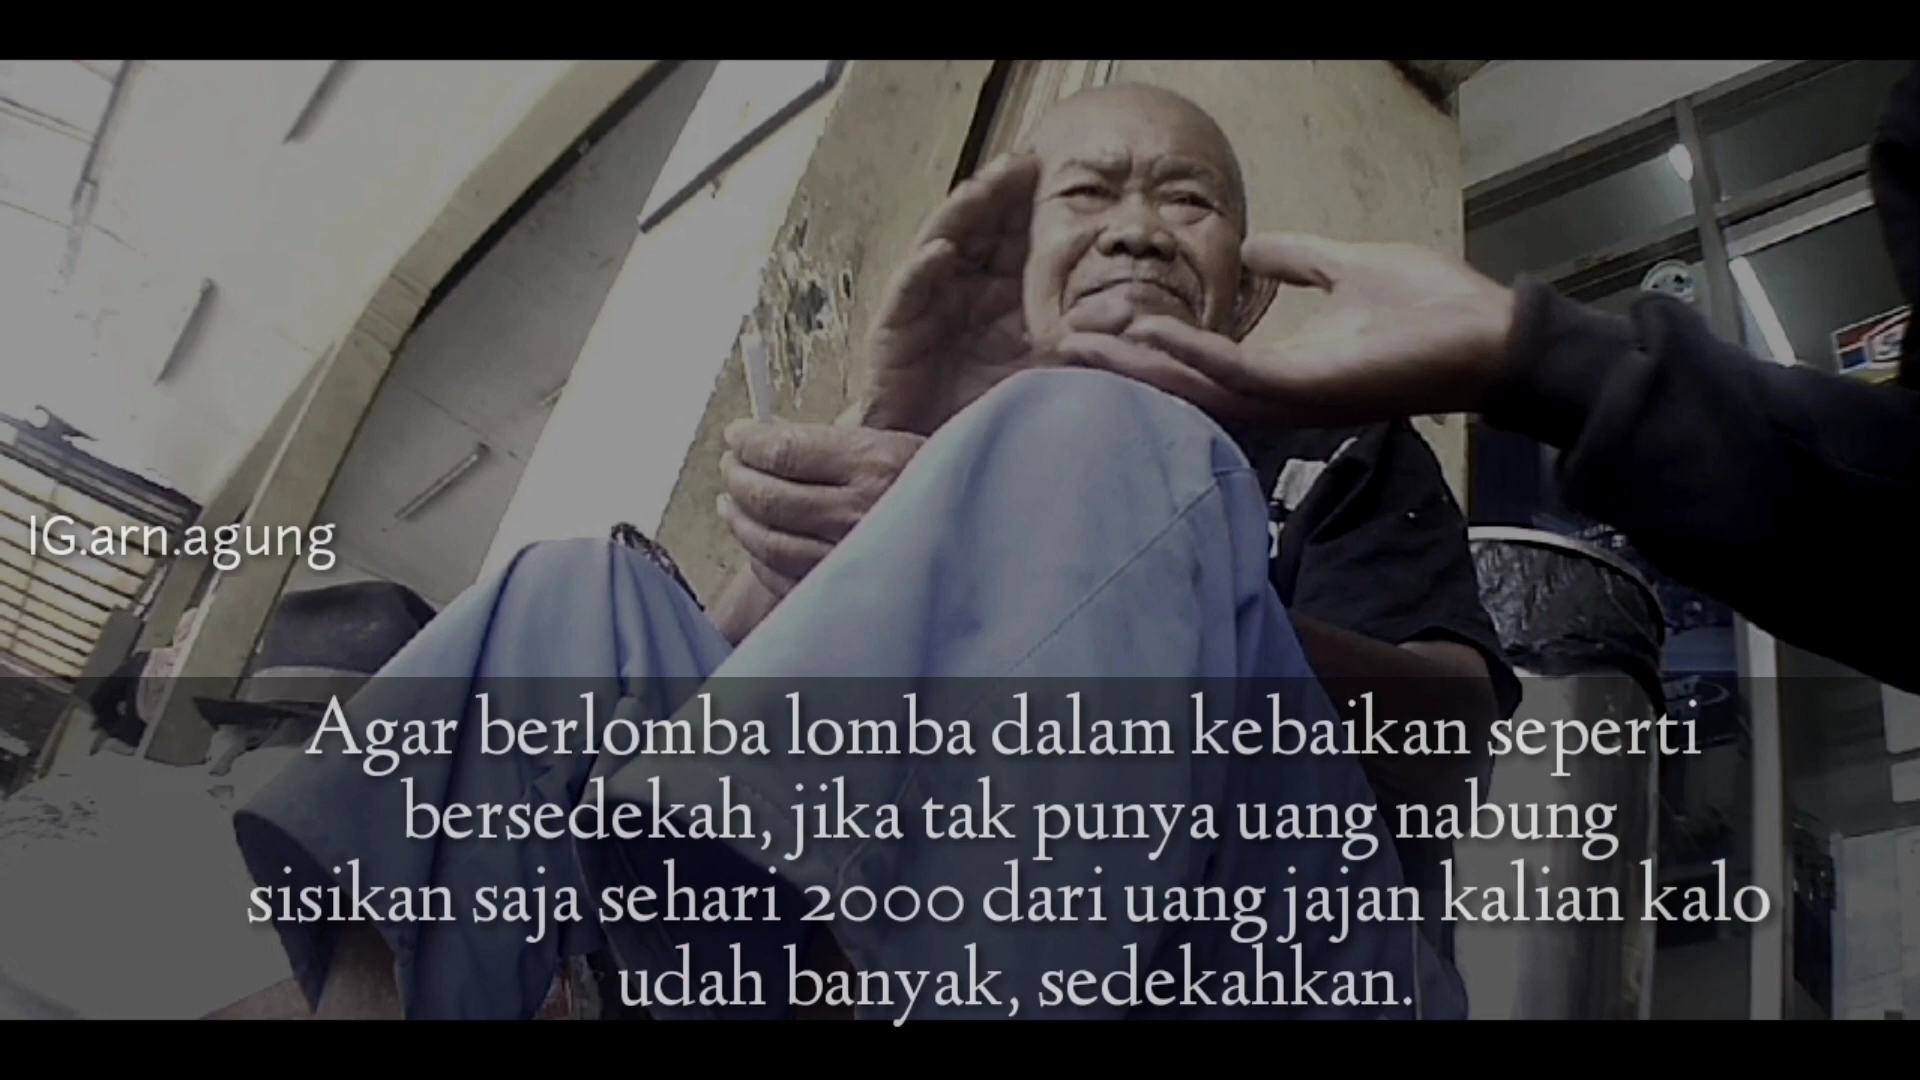 IG.arn.agung
Agar berlomba lomba dalam kebaikan seperti
bersedekah, jika tak punya uang nabung
sisikan saja sehari 2000 dari uang jajan kalian kalo
udah banyak, sedekahkan.